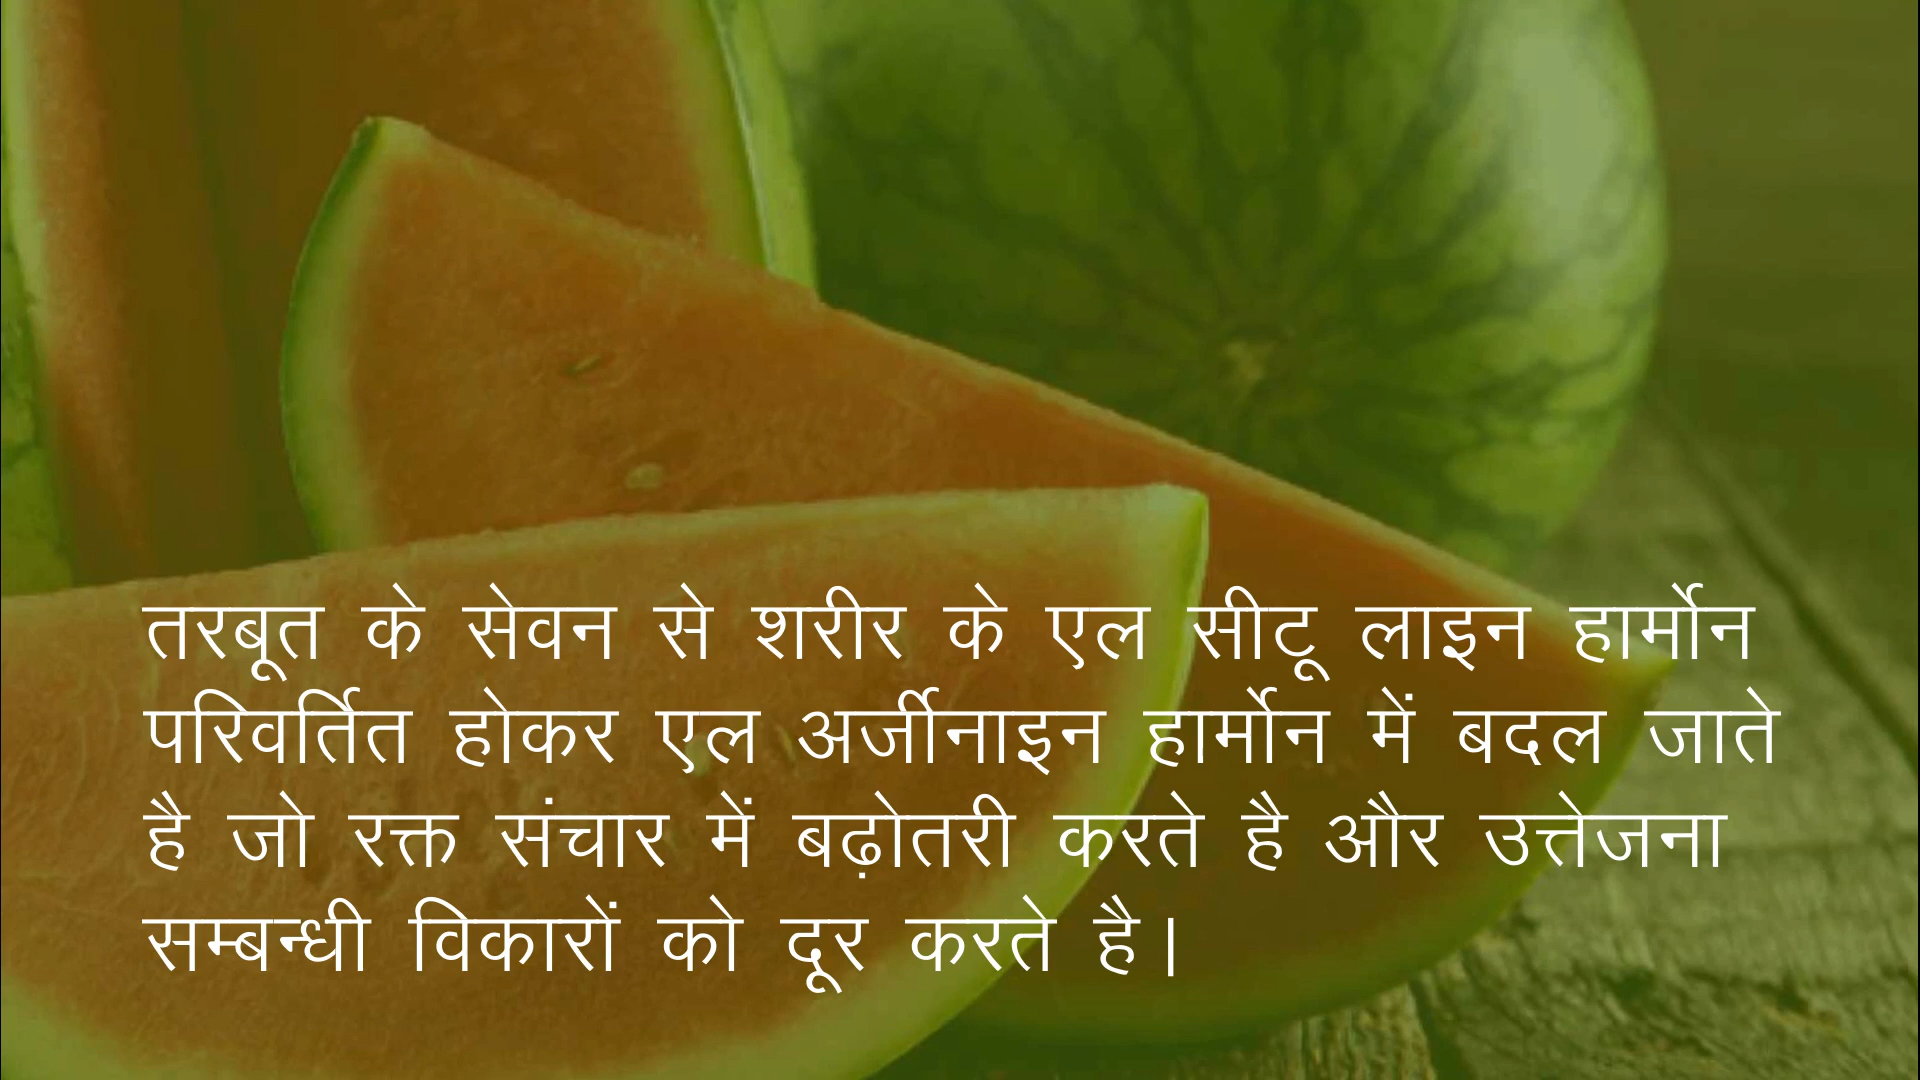 तरबूत के सेवन से शरीर के एल सीटू लाइन हार्मोन
परिवर्तित होकर एल अर्जीनाइन हार्मोन में बदल जाते
है जो रक्त संचार में बढ़ोतरी करते है और उत्तेजना
सम्बन्धी विकारों को दूर करते है।